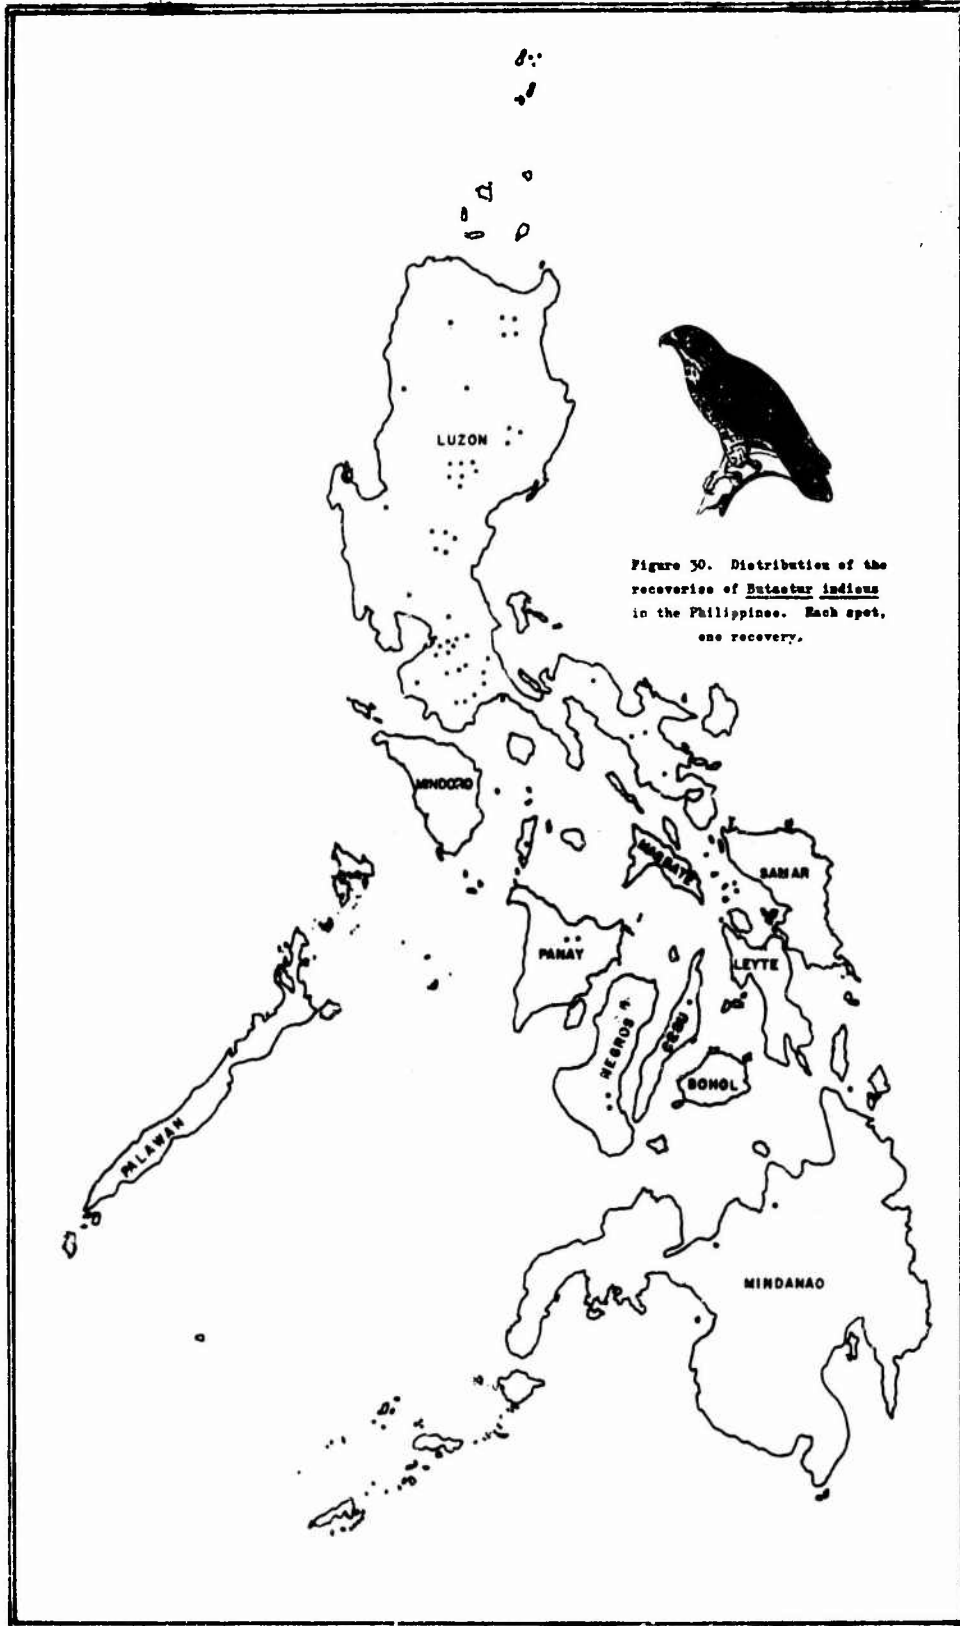 LUZON
Figure 30. Distribution of the
recoveries of Butastur indicus
in the Philippines. Each spot,
one recovery.
MINDORO
MASBATE
SAMAR
PANAY
LEYTE
NEGROS
CEBU
BOHOL
PALAWAN
MINDANAO